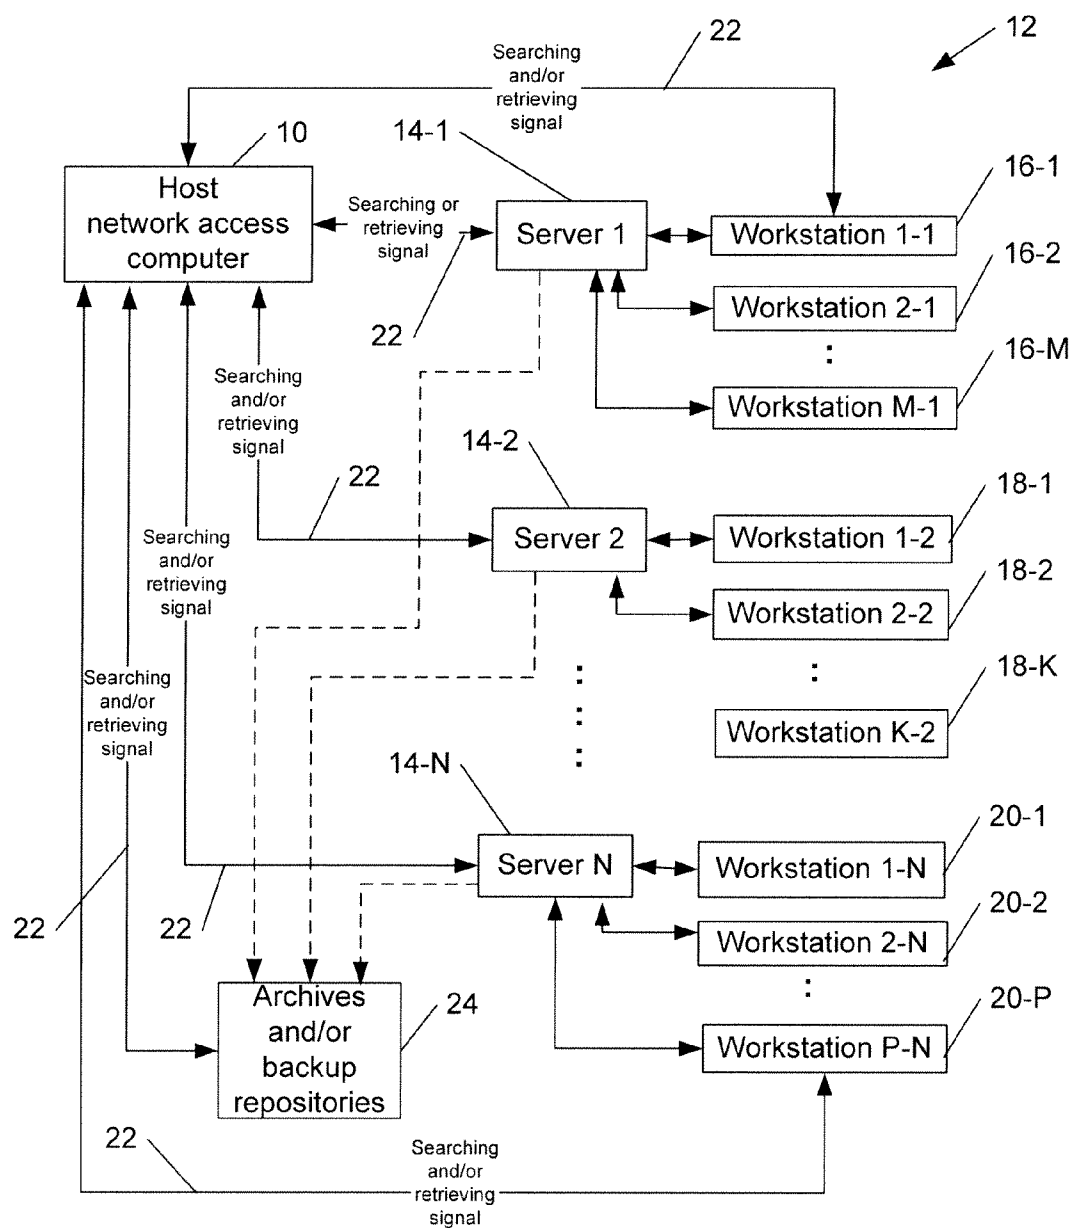 22
12
Searching
and/or
retrieving
signal
10
14-1
16-1
Host
network access
computer
Searching or
retrieving
signal
Server 1
Workstation 1-1
16-2
Workstation 2-1
22
16-M
Workstation M-1
Searching
and/or
retrieving
signal
14-2
22
18-1
Server 2
Workstation 1-2
Searching
and/or
retrieving
signal
18-2
Workstation 2-2
Searching
and/or
retrieving
signal
18-K
Workstation K-2
14-N
20-1
Server N
Workstation 1-N
22
22
20-2
Workstation 2-N
Archives
and/or
backup
repositories
24
20-P
Workstation P-N
22
Searching
and/or
retrieving
signal